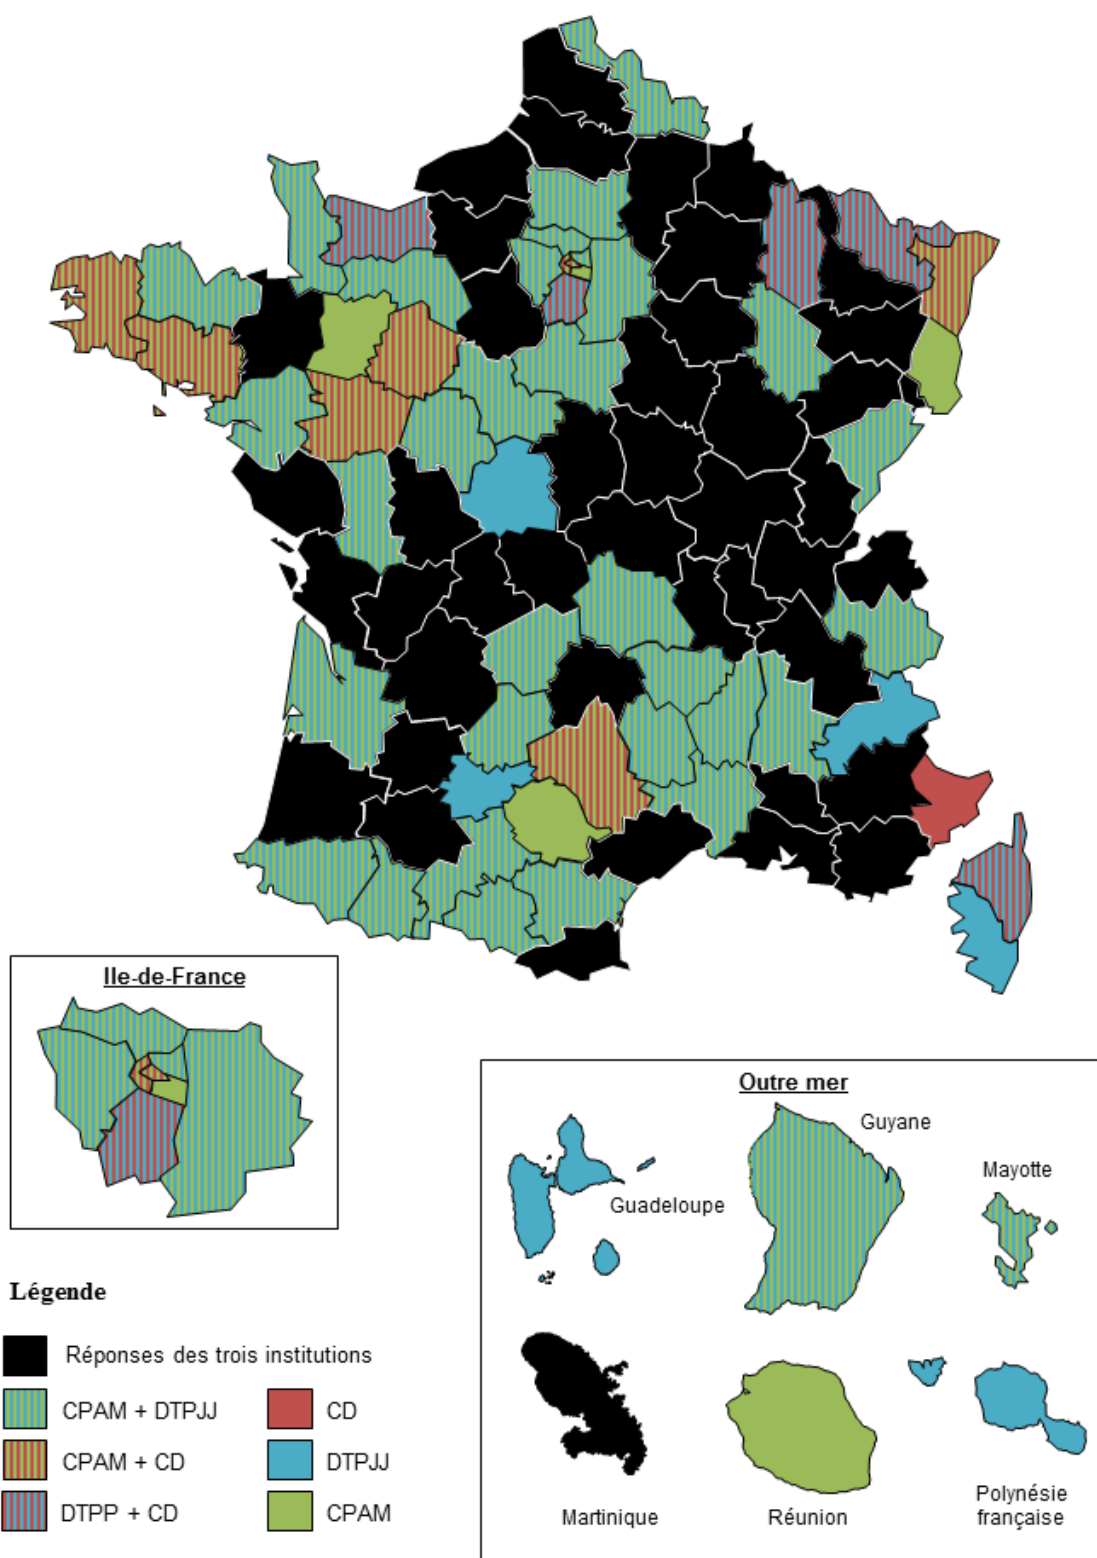 Ile-de-France
Outre mer
Guyane
Mayotte
Guadeloupe
Martinique
Réunion
Polynésie
française
Légende
Réponses des trois institutions
CPAM + DTPJJ
CD
CPAM + CD
DTPJJ
DTPP + CD
CPAM